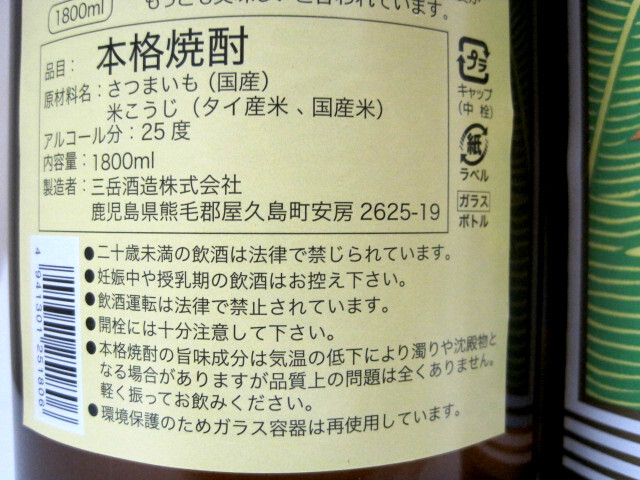 1800ml
言われています。
品目： 本格焼酎
原材料名：さつまいも（国産）
米こうじ（タイ産米、国産米）
アルコール分：25度
内容量：1800ml
製造者：三岳酒造株式会社
鹿児島県熊毛郡屋久島町安房2625-19
プラ
キャップ
(中 栓)
紙
ラベル
ガラス
ボトル
4 941301 251806
●二十歳未満の飲酒は法律で禁じられています。
●妊娠中や授乳期の飲酒はお控え下さい。
●飲酒運転は法律で禁止されています。
●開栓には十分注意して下さい。
●本格焼酎の旨味成分は気温の低下により濁りや沈殿物と
なる場合がありますが品質上の問題は全くありません。
軽く振ってお飲みください。
●環境保護のためガラス容器は再使用しています。